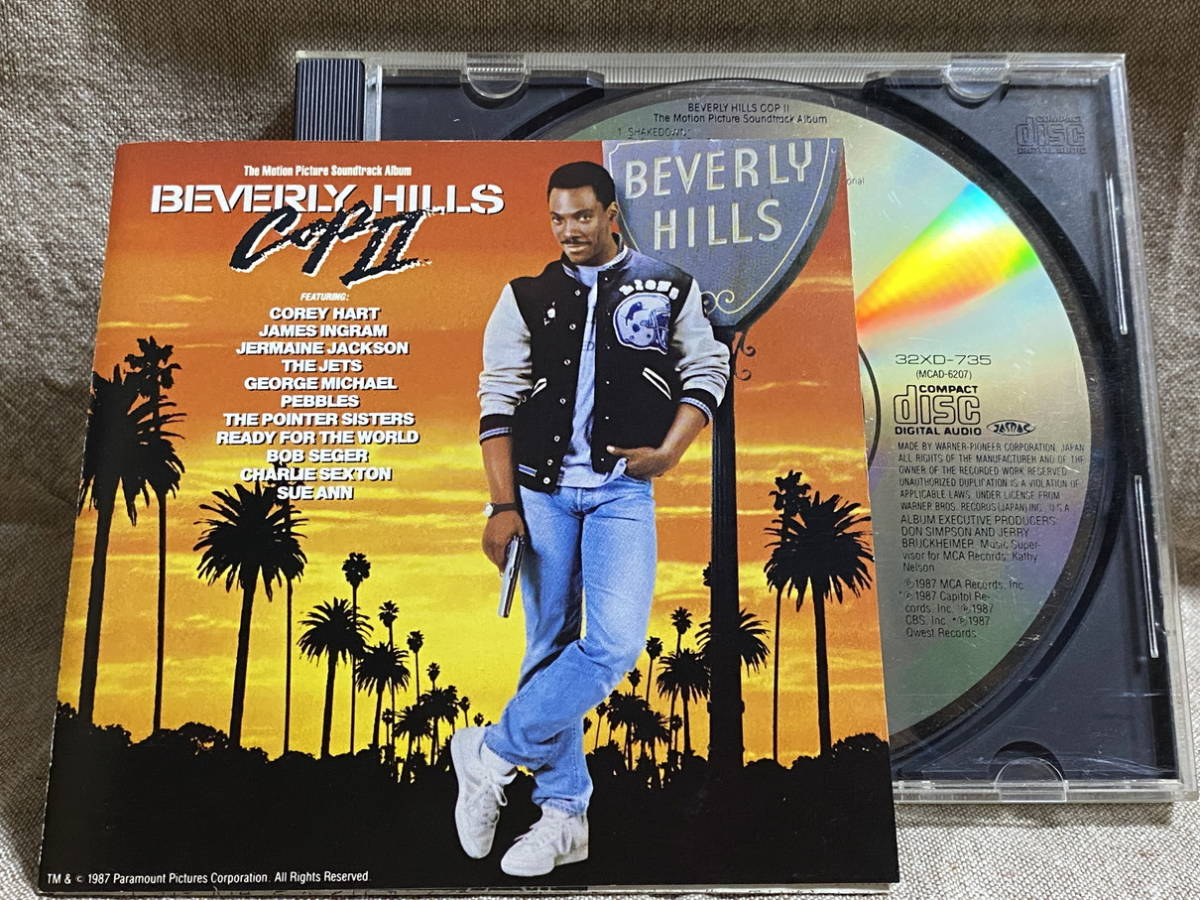 The Motion Picture Soundtrack Album
BEVERLY HILLS
COP II
FEATURING:
COREY HART
JAMES INGRAM
JERMAINE JACKSON
THE JETS
GEORGE MICHAEL
PEBBLES
THE POINTER SISTERS
READY FOR THE WORLD
BOB SEGER
CHARLIE SEXTON
SUE ANN
BEVERLY
HILLS
LIONS
TM & © 1987 Paramount Pictures Corporation. All Rights Reserved.
BEVERLY HILLS COP II
The Motion Picture Soundtrack Album
1. SHAKEDOWN
COMPACT
disc
DIGITAL AUDIO
32XD-735
(MCAD-6207)
COMPACT
disc
DIGITAL AUDIO
JASRAC
MADE BY WARNER-PIONEER CORPORATION, JAPAN
ALL RIGHTS OF THE MANUFACTURER AND OF THE
OWNER OF THE RECORDED WORK RESERVED.
UNAUTHORIZED DUPLICATION IS A VIOLATION OF
APPLICABLE LAWS. UNDER LICENSE FROM
WARNER BROS. RECORDS (JAPAN) INC., U.S.A
ALBUM EXECUTIVE PRODUCERS:
DON SIMPSON AND JERRY
BRUCKHEIMER. Music Super-
visor for MCA Records: Kathy
Nelson
℗1987 MCA Records, Inc.
*℗1987 Capitol Re-
cords, Inc. ℗1987
CBS, Inc. *℗1987
Qwest Records